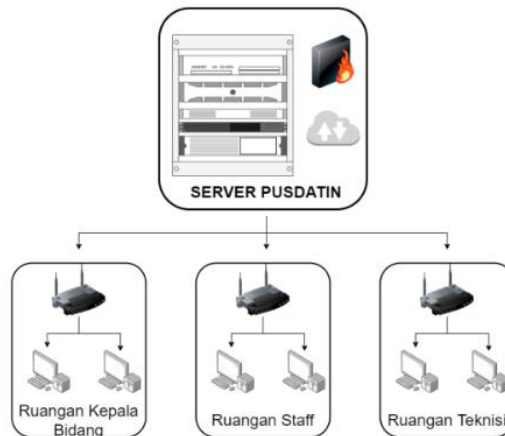 SERVER PUSDATIN
Ruangan Kepala
Bidang
Ruangan Staff
Ruangan Teknisi